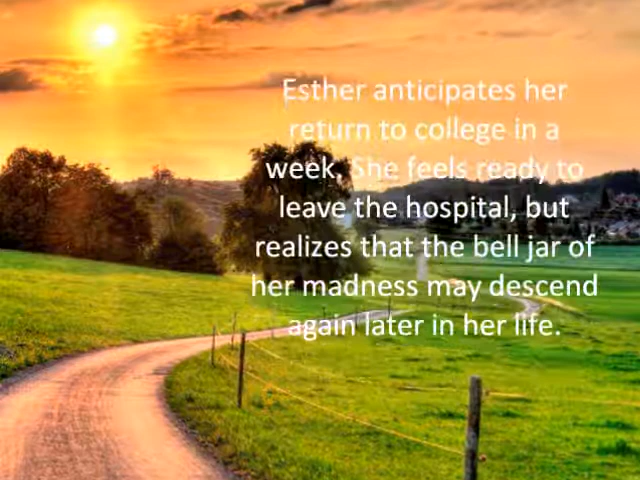 Esther anticipates her
return to college in a
week. She feels ready to
leave the hospital, but
realizes that the bell jar of
her madness may descend
again later in her life.